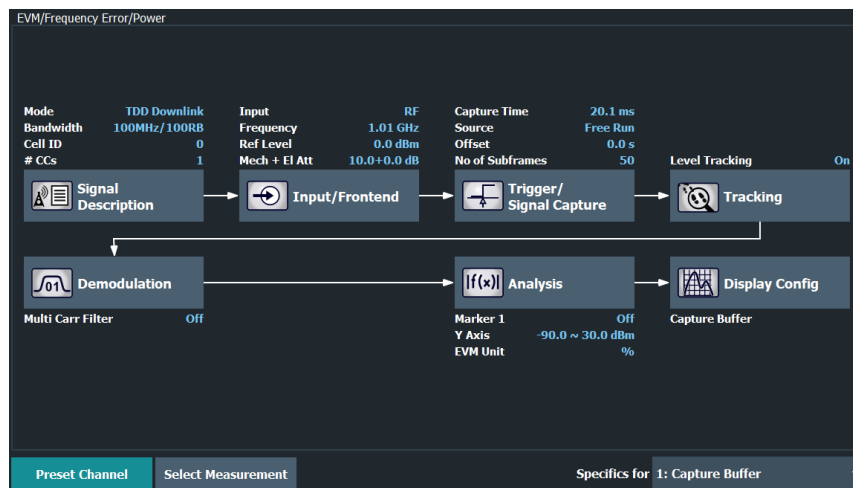 EVM/Frequency Error/Power
Mode TDD Downlink
Bandwidth 100MHz/100RB
Cell ID 0
# CCs 1
Input RF
Frequency 1.01 GHz
Ref Level 0.0 dBm
Mech + El Att 10.0+0.0 dB
Capture Time 20.1 ms
Source Free Run
Offset 0.0 s
No of Subframes 50
Level Tracking On
Signal
Description
Input/Frontend
Trigger/
Signal Capture
Tracking
01
Demodulation
|f(x)|
Analysis
Display Config
Multi Carr Filter Off
Marker 1 Off
Y Axis -90.0 ~ 30.0 dBm
EVM Unit %
Capture Buffer
Preset Channel
Select Measurement
Specifics for 1: Capture Buffer